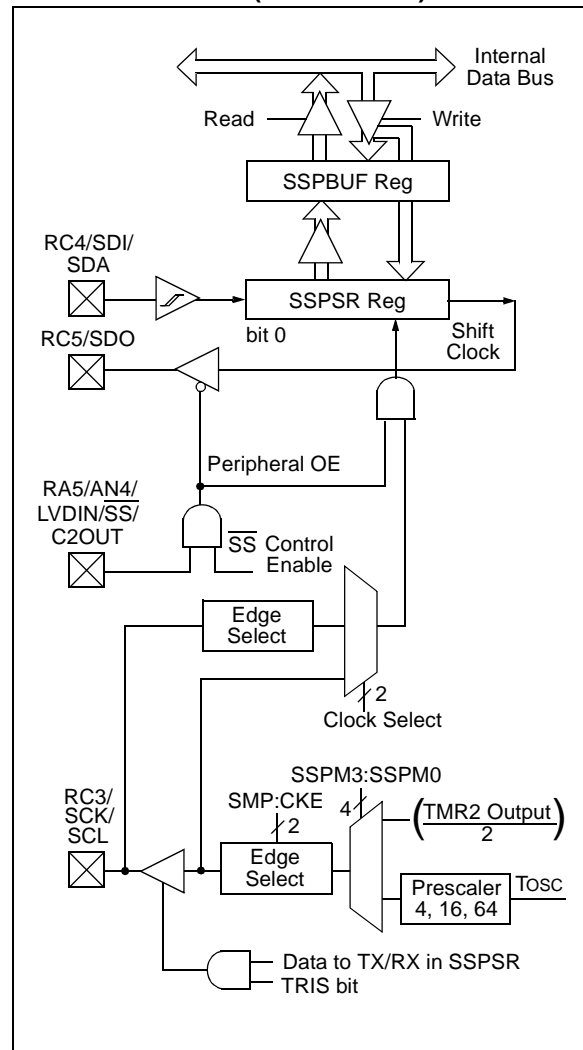 Internal
Data Bus
Read
Write
SSPBUF Reg
RC4/SDI/
SDA
SSPSR Reg
bit 0
Shift
Clock
RC5/SDO
Peripheral OE
RA5/AN4/
LVDIN/S̅S̅/
C2OUT
S̅S̅ Control
Enable
Edge
Select
2
Clock Select
SSPM3:SSPM0
SMP:CKE
4
2
(TMR2 Output)
2
RC3/
SCK/
SCL
Edge
Select
Prescaler
4, 16, 64
TOSC
Data to TX/RX in SSPSR
TRIS bit